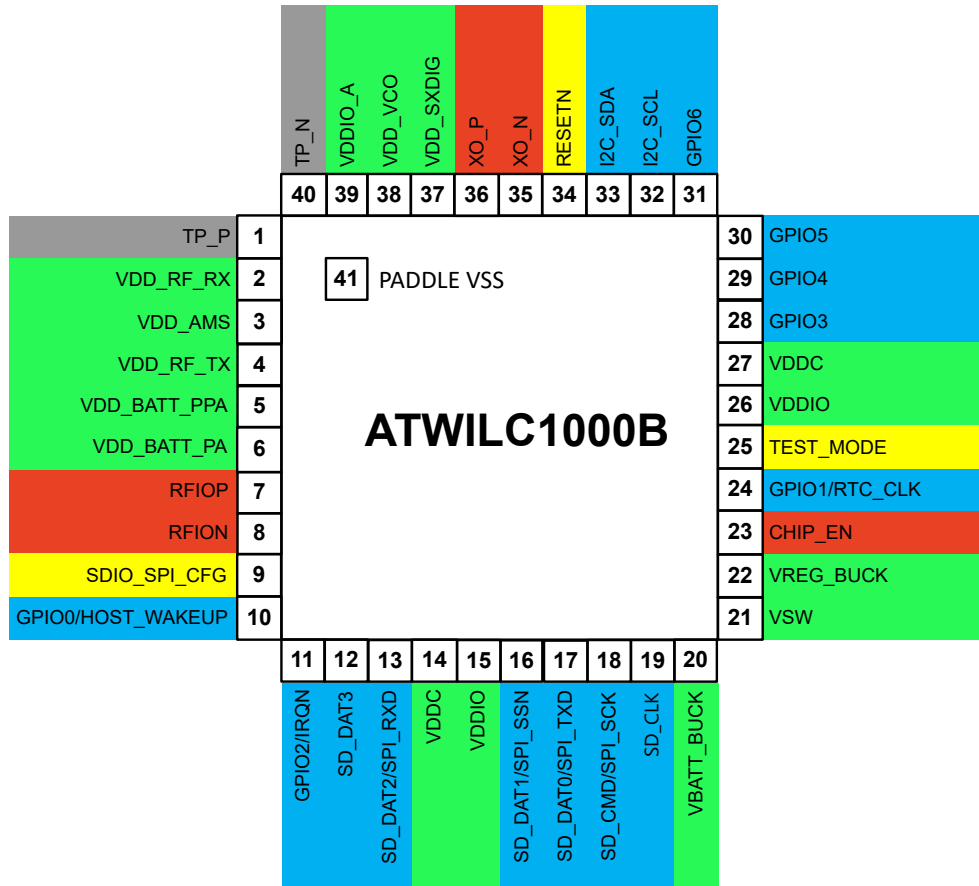 TP_N
VDDIO_A
VDD_VCO
VDD_SXDIG
XO_P
XO_N
RESETN
I2C_SDA
I2C_SCL
GPIO6
40 39 38 37 36 35 34 33 32 31
TP_P 1
VDD_RF_RX 2
VDD_AMS 3
VDD_RF_TX 4
VDD_BATT_PPA 5
VDD_BATT_PA 6
RFIOP 7
RFION 8
SDIO_SPI_CFG 9
GPIO0/HOST_WAKEUP 10
41 PADDLE VSS
ATWILC1000B
30 GPIO5
29 GPIO4
28 GPIO3
27 VDDC
26 VDDIO
25 TEST_MODE
24 GPIO1/RTC_CLK
23 CHIP_EN
22 VREG_BUCK
21 VSW
11 12 13 14 15 16 17 18 19 20
GPIO2/IRQN
SD_DAT3
SD_DAT2/SPI_RXD
VDDC
VDDIO
SD_DAT1/SPI_SSN
SD_DAT0/SPI_TXD
SD_CMD/SPI_SCK
SD_CLK
VBATT_BUCK